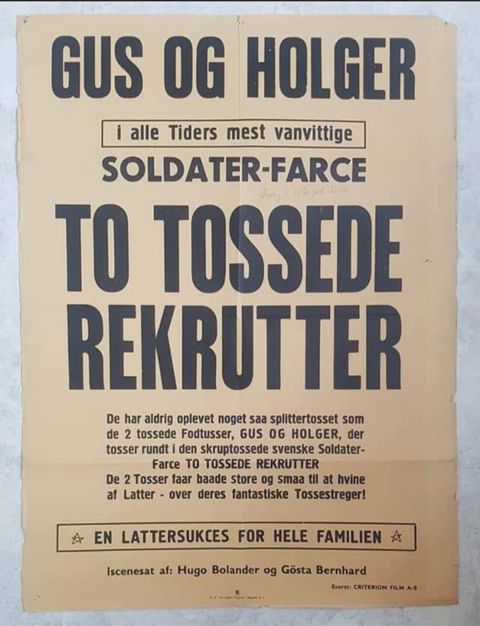 GUS OG HOLGER
i alle Tiders mest vanvittige
SOLDATER-FARCE
TO TOSSEDE
REKRUTTER
De har aldrig oplevet noget saa splittertosset som
de 2 tossede Fodtusser, GUS OG HOLGER, der
tosser rundt i den skruptossede svenske Soldater-
Farce TO TOSSEDE REKRUTTER
De 2 Tosser faar baade store og smaa til at hvine
af Latter - over deres fantastiske Tossestreger!
☆ EN LATTERSUKCES FOR HELE FAMILIEN ☆
Iscenesat af: Hugo Bolander og Gösta Bernhard
Eneret: CRITERION FILM A-S